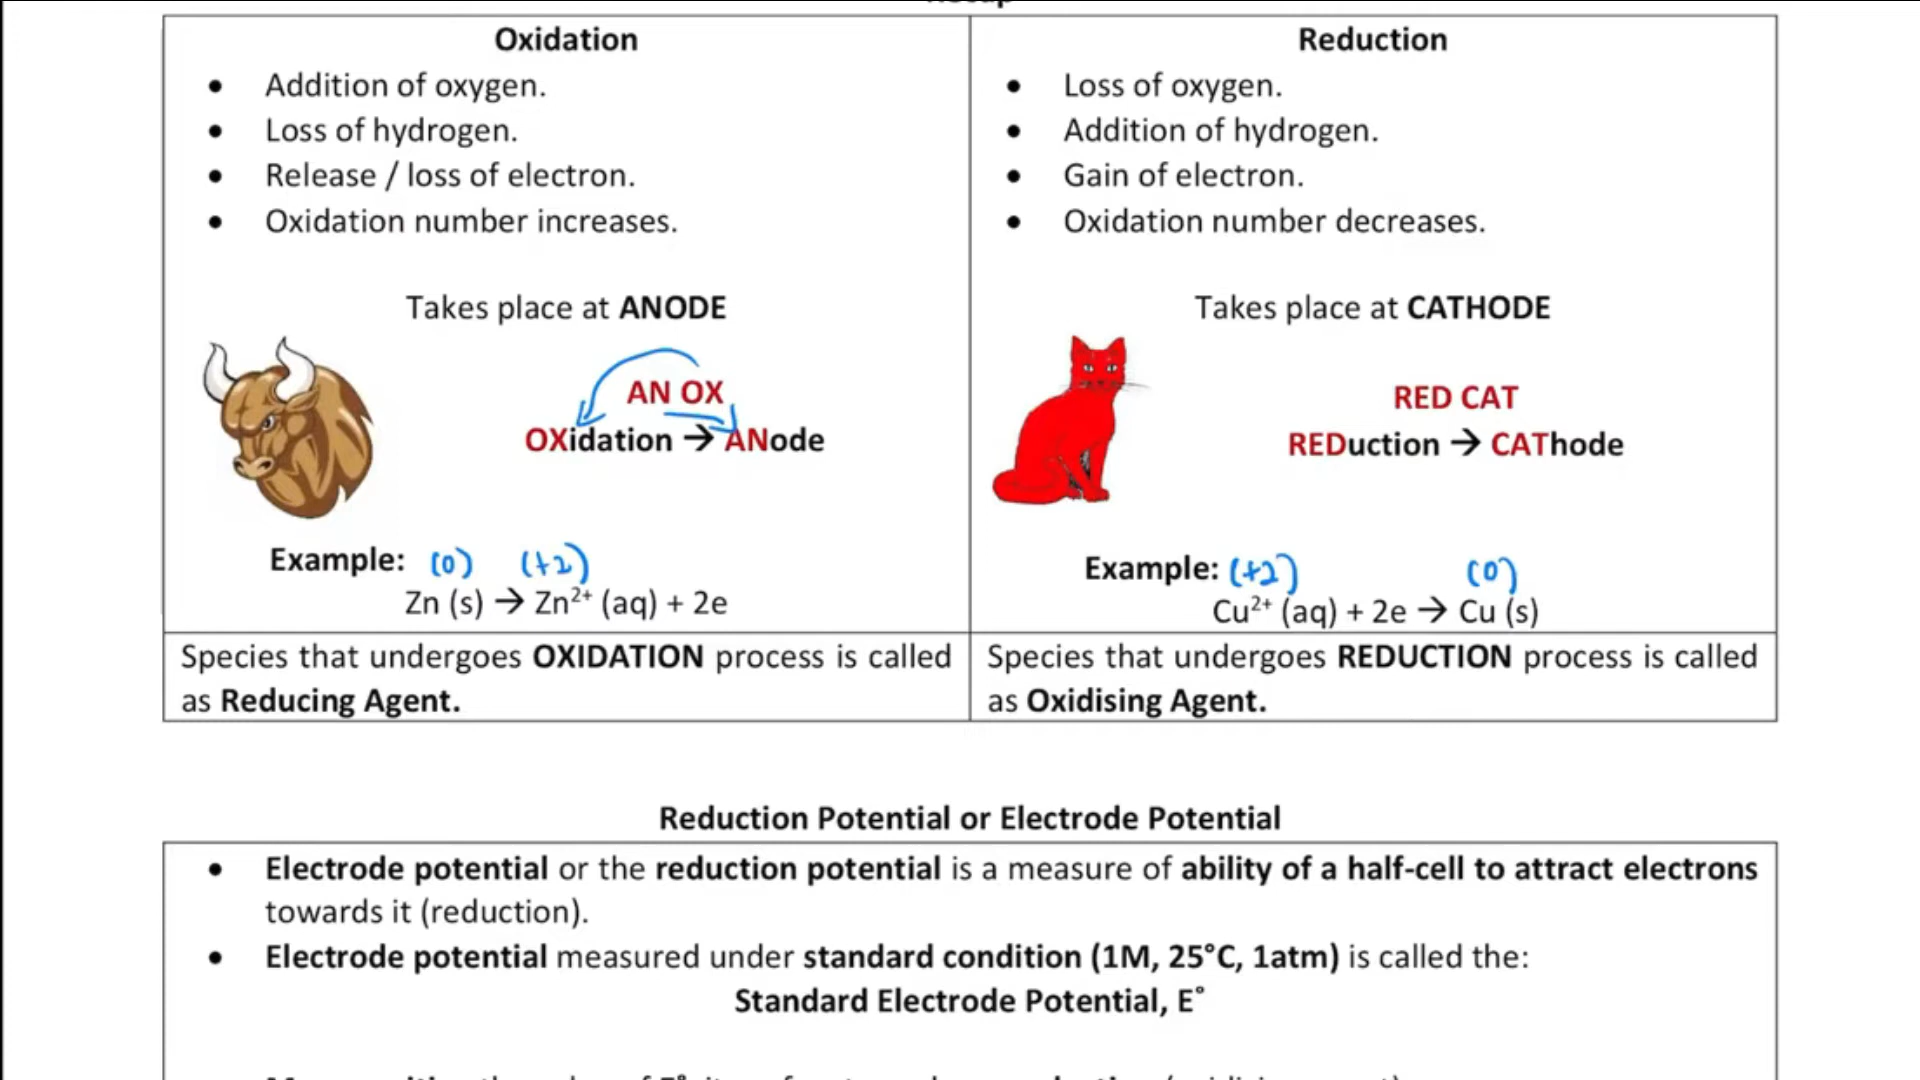 Oxidation
• Addition of oxygen.
• Loss of hydrogen.
• Release / loss of electron.
• Oxidation number increases.
Takes place at ANODE
AN OX
OXidation → ANode
Example: (0) (+2)
Zn (s) → Zn²⁺ (aq) + 2e
Species that undergoes OXIDATION process is called
as Reducing Agent.
Reduction
• Loss of oxygen.
• Addition of hydrogen.
• Gain of electron.
• Oxidation number decreases.
Takes place at CATHODE
RED CAT
REDuction → CAThode
Example: (+2) (0)
Cu²⁺ (aq) + 2e → Cu (s)
Species that undergoes REDUCTION process is called
as Oxidising Agent.
Reduction Potential or Electrode Potential
• Electrode potential or the reduction potential is a measure of ability of a half-cell to attract electrons
towards it (reduction).
• Electrode potential measured under standard condition (1M, 25°C, 1atm) is called the:
Standard Electrode Potential, E°